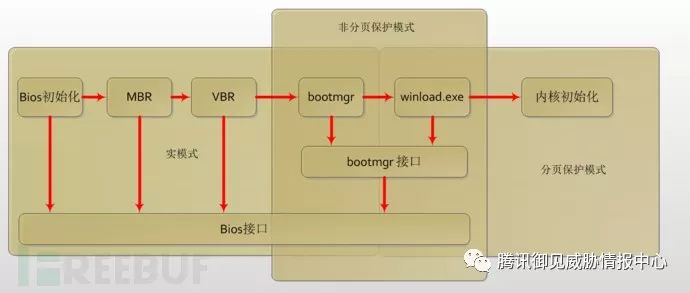 非分页保护模式
Bios初始化
MBR
VBR
bootmgr
winload.exe
内核初始化
实模式
bootmgr 接口
分页保护模式
Bios接口
REEBUF
腾讯御见威胁情报中心